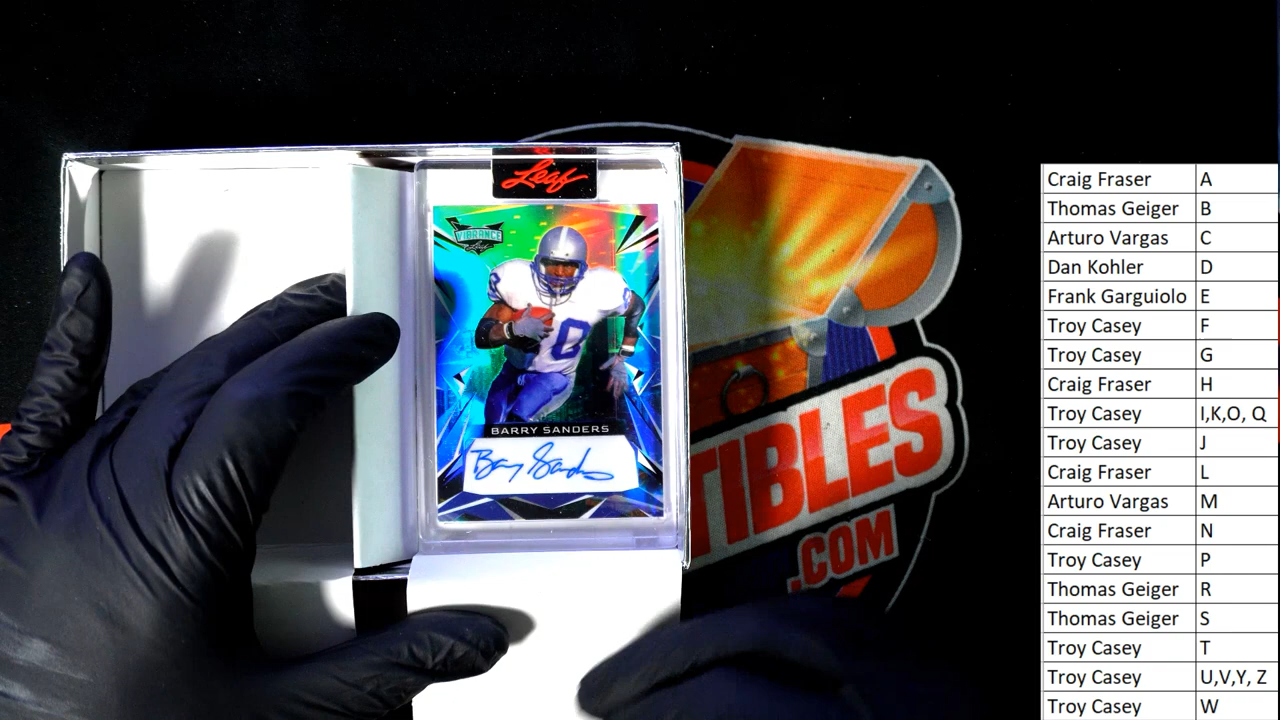 Leaf
VIBRANCE
BARRY SANDERS
Barry Sanders
TIBLES
.COM
Craig Fraser A
Thomas Geiger B
Arturo Vargas C
Dan Kohler D
Frank Garguiolo E
Troy Casey F
Troy Casey G
Craig Fraser H
Troy Casey I,K,O, Q
Troy Casey J
Craig Fraser L
Arturo Vargas M
Craig Fraser N
Troy Casey P
Thomas Geiger R
Thomas Geiger S
Troy Casey T
Troy Casey U,V,Y, Z
Troy Casey W